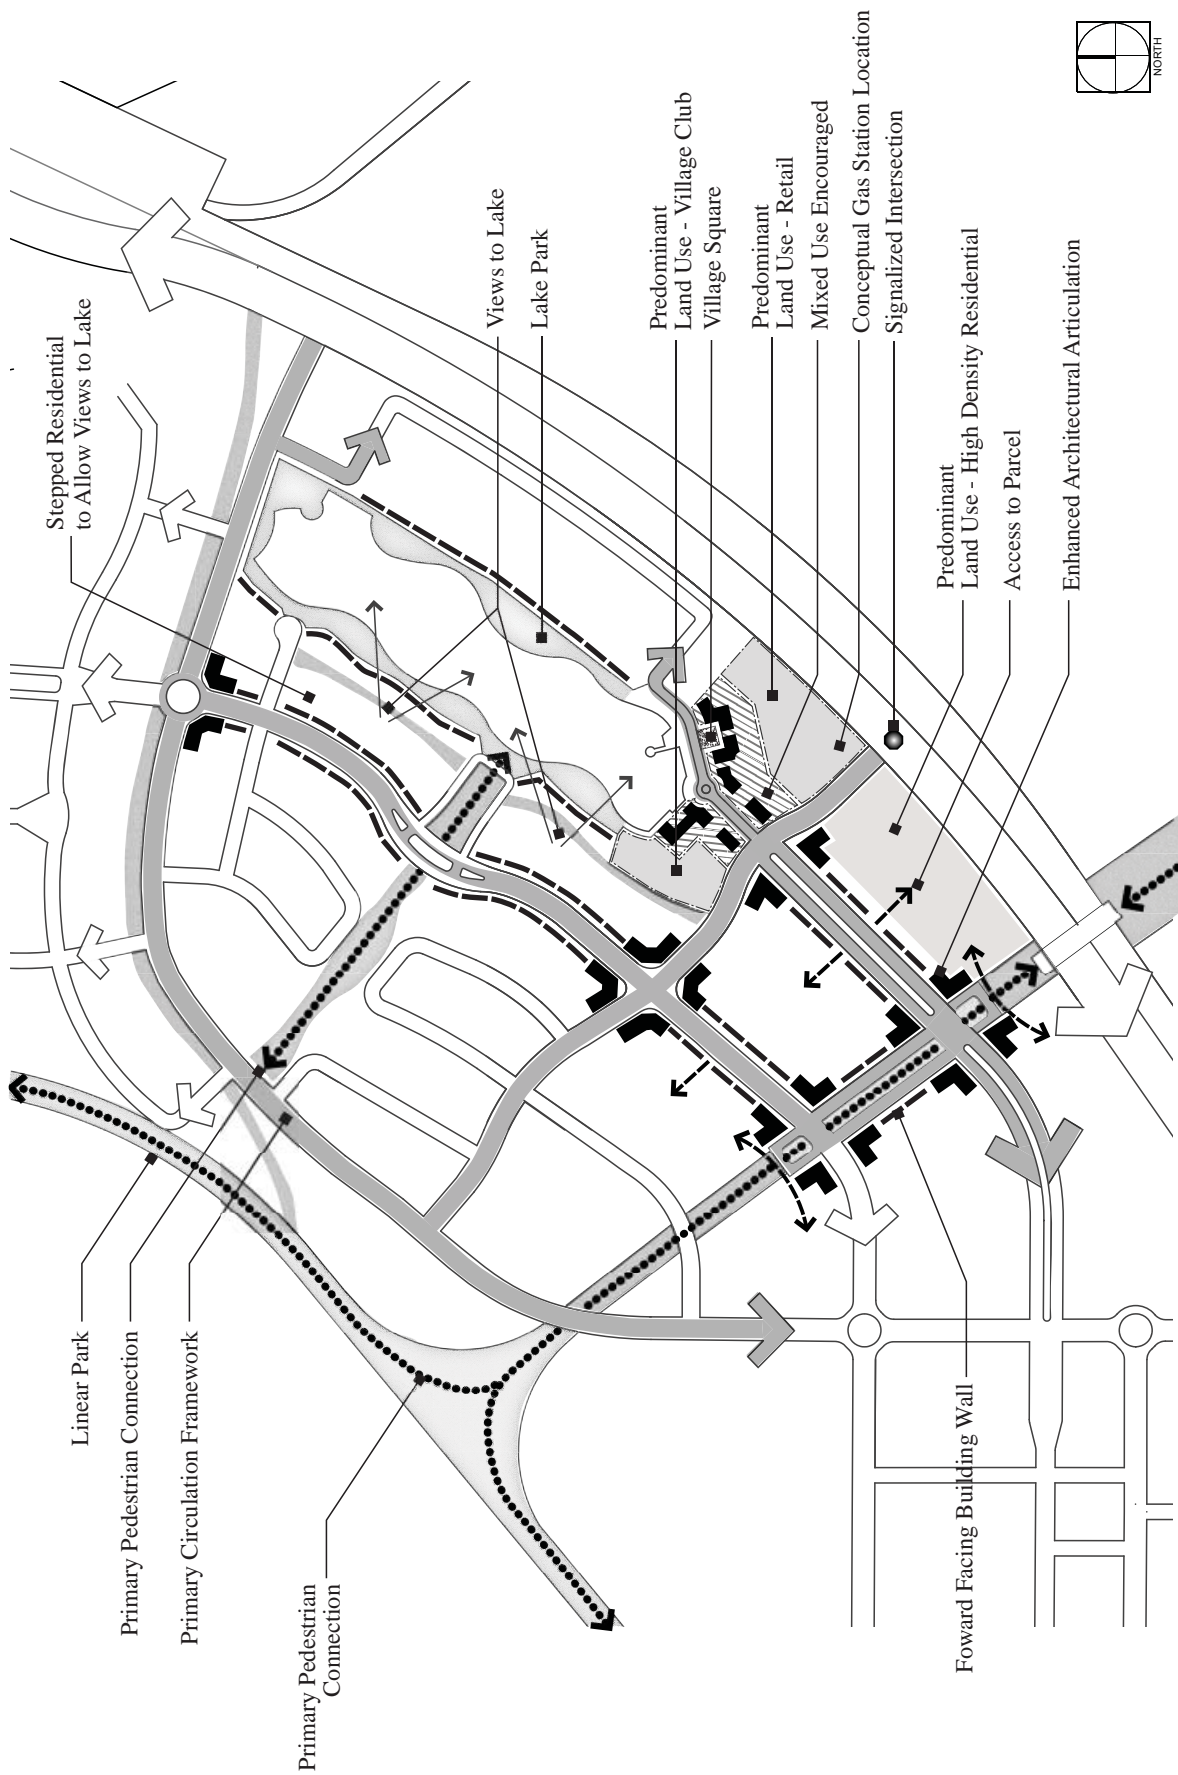 NORTH
Stepped Residential
to Allow Views to Lake
Views to Lake
Lake Park
Predominant
Land Use - Village Club
Village Square
Predominant
Land Use - Retail
Mixed Use Encouraged
Conceptual Gas Station Location
Signalized Intersection
Predominant
Land Use - High Density Residential
Access to Parcel
Enhanced Architectural Articulation
Linear Park
Primary Pedestrian Connection
Primary Circulation Framework
Primary Pedestrian
Connection
Foward Facing Building Wall